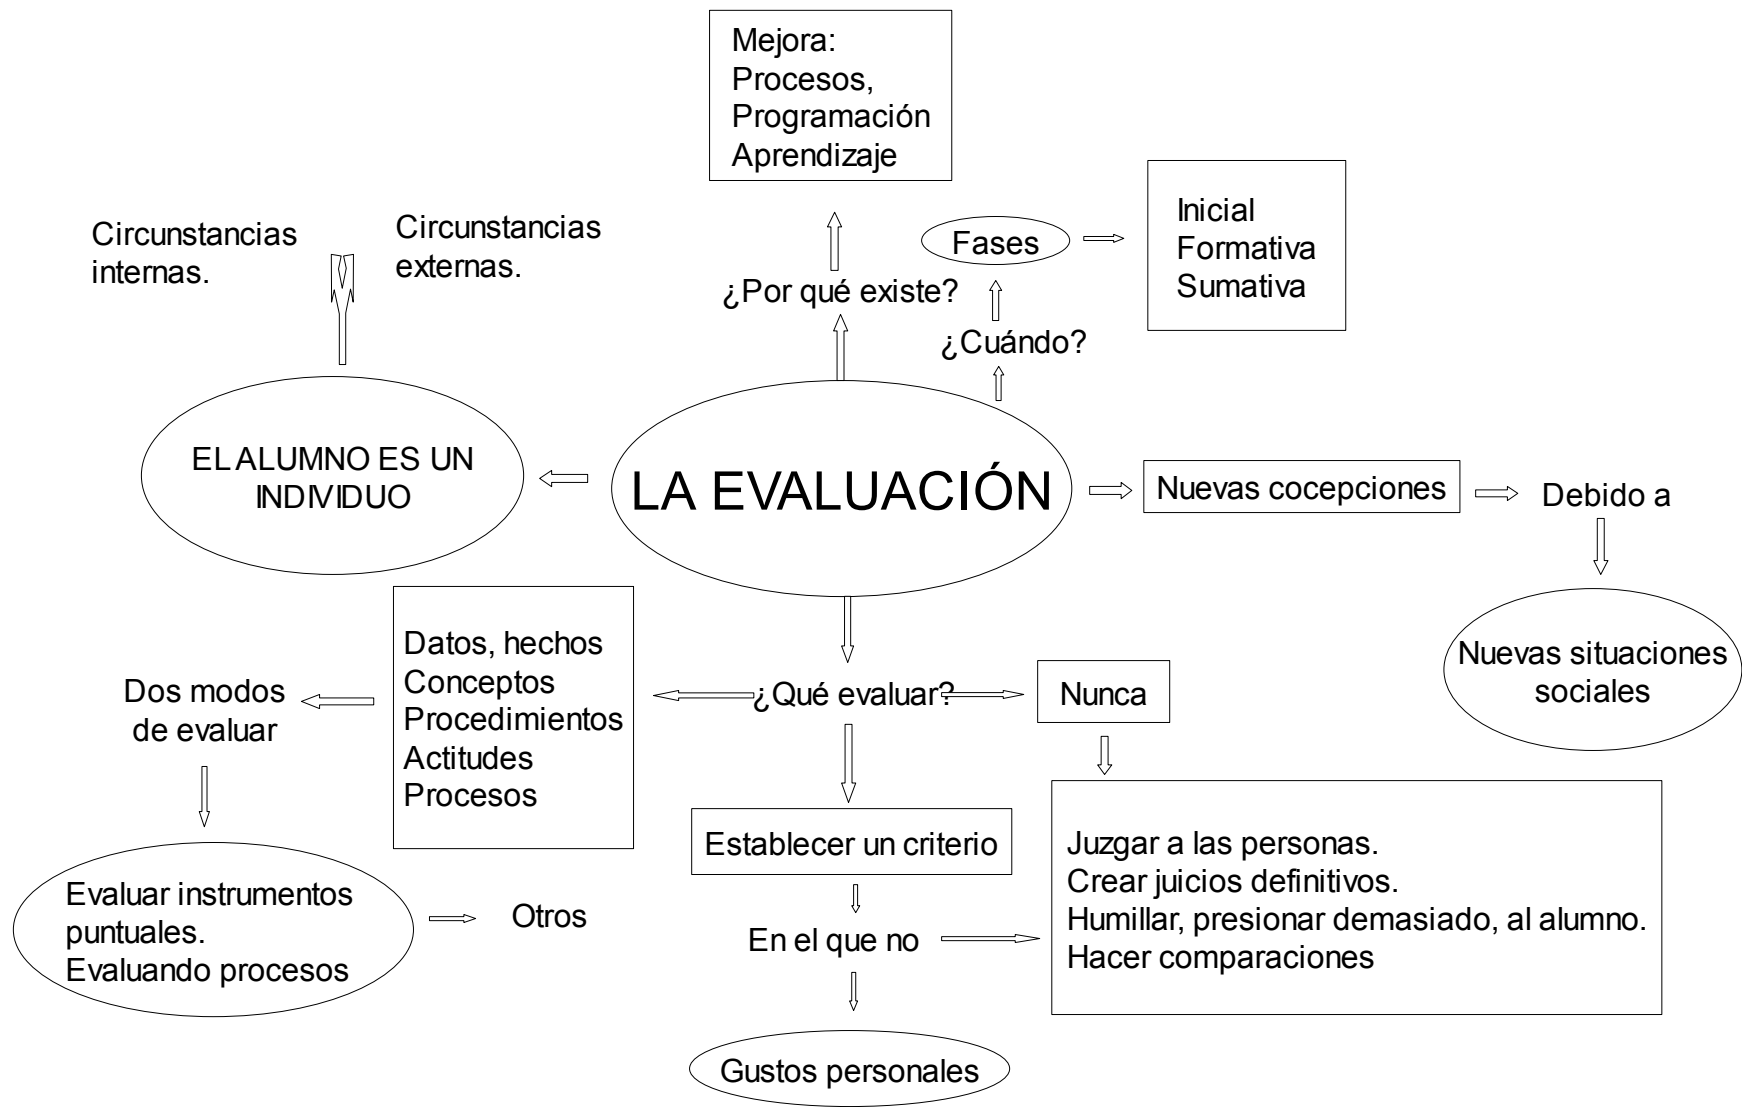 Mejora:
Procesos,
Programación
Aprendizaje
Circunstancias
internas.
Circunstancias
externas.
¿Por qué existe?
Fases
¿Cuándo?
Inicial
Formativa
Sumativa
EL ALUMNO ES UN
INDIVIDUO
LA EVALUACIÓN
Nuevas cocepciones
Debido a
Nuevas situaciones
sociales
Dos modos
de evaluar
Datos, hechos
Conceptos
Procedimientos
Actitudes
Procesos
¿Qué evaluar?
Nunca
Establecer un criterio
Juzgar a las personas.
Crear juicios definitivos.
Humillar, presionar demasiado, al alumno.
Hacer comparaciones
Evaluar instrumentos
puntuales.
Evaluando procesos
Otros
En el que no
Gustos personales